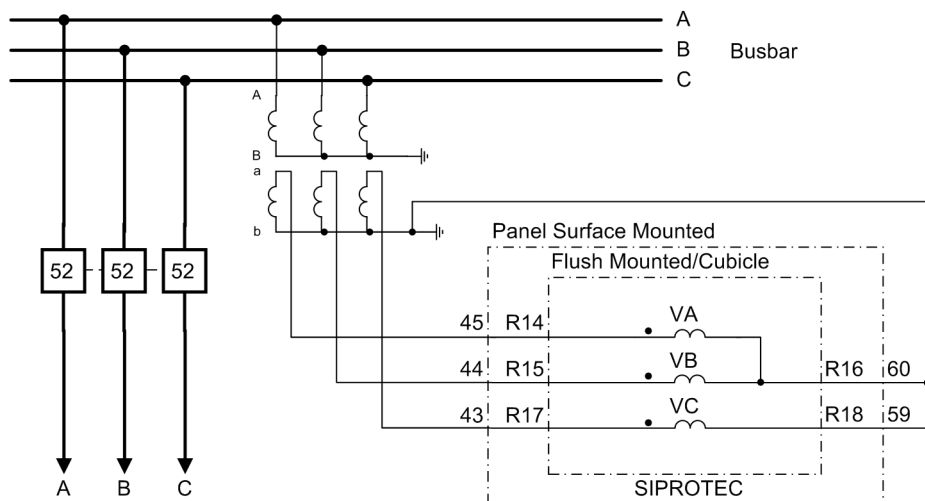 A
B Busbar
C
A
B
a
b
Panel Surface Mounted
Flush Mounted/Cubicle
52 52 52
VA
45 R14
VB
44 R15 R16 60
VC
43 R17 R18 59
SIPROTEC
A B C